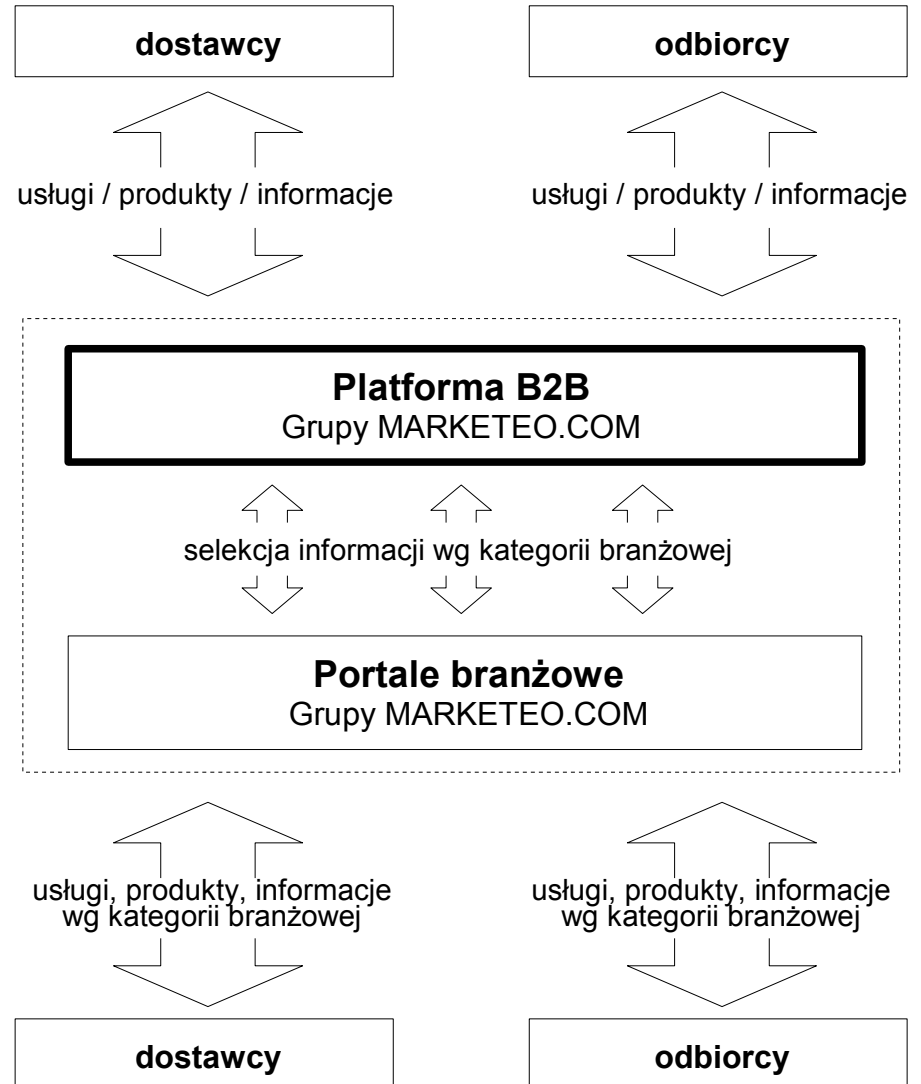 dostawcy
odbiorcy
usługi / produkty / informacje
usługi / produkty / informacje
Platforma B2B
Grupy MARKETEO.COM
selekcja informacji wg kategorii branżowej
Portale branżowe
Grupy MARKETEO.COM
usługi, produkty, informacje
wg kategorii branżowej
usługi, produkty, informacje
wg kategorii branżowej
dostawcy
odbiorcy